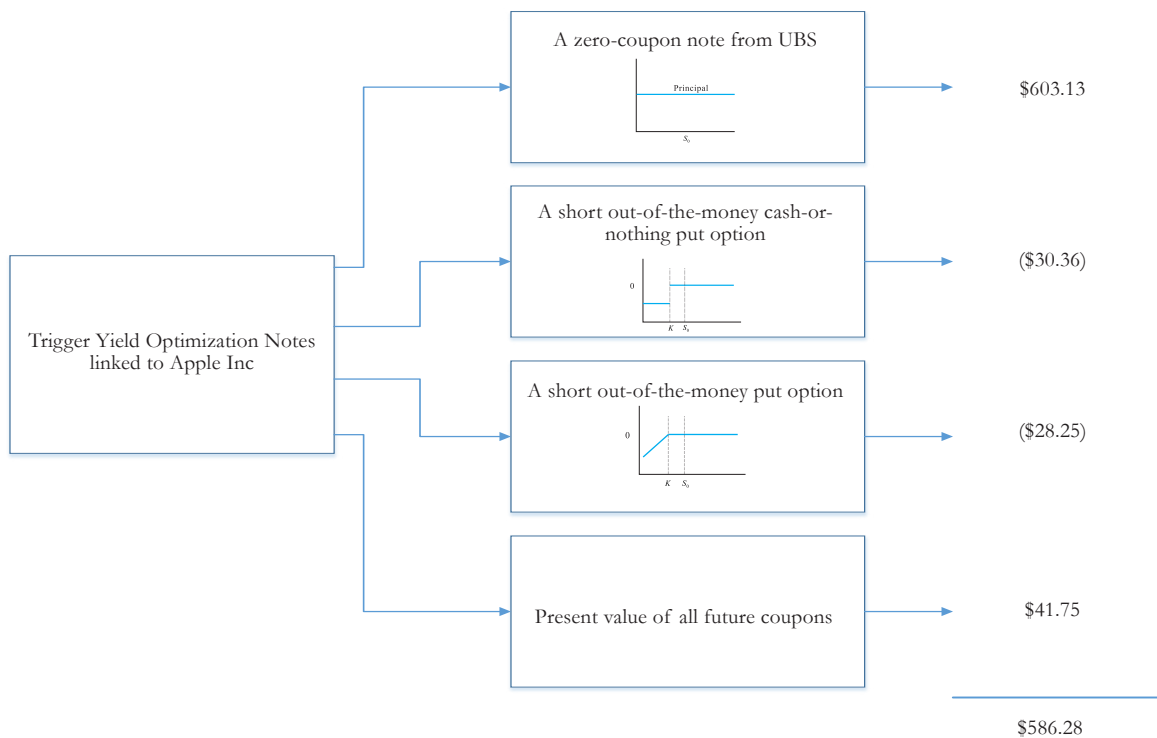 A zero-coupon note from UBS
Principal
S₀
$603.13
A short out-of-the-money cash-or-
nothing put option
0
K S₀
($30.36)
Trigger Yield Optimization Notes
linked to Apple Inc
A short out-of-the-money put option
0
K S₀
($28.25)
Present value of all future coupons
$41.75
$586.28